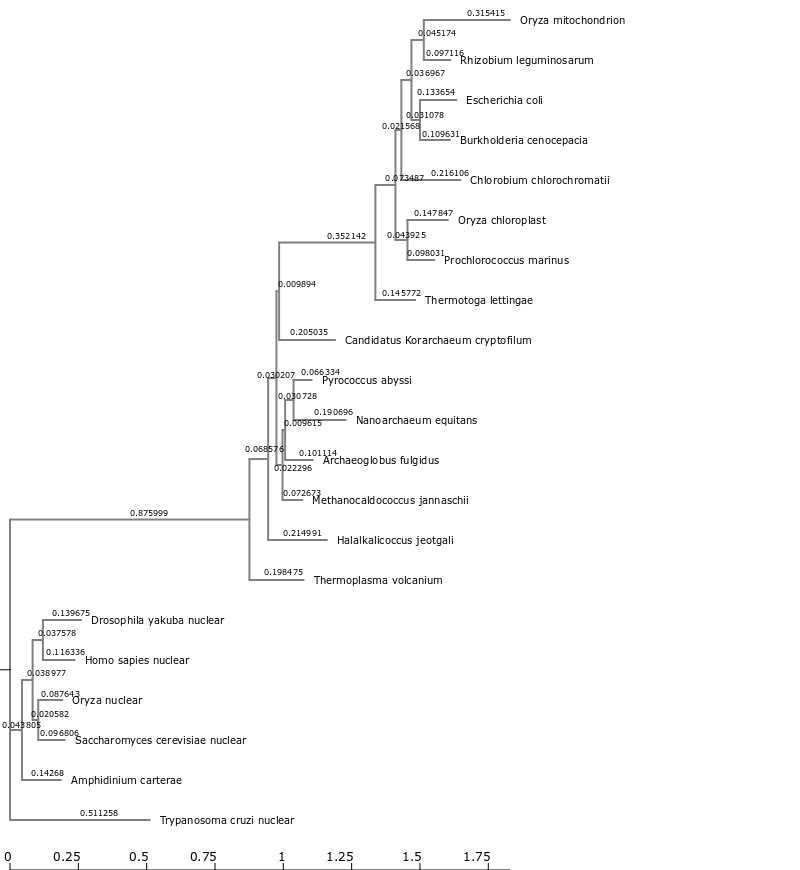 0.315415
Oryza mitochondrion
0.045174
0.097116
Rhizobium leguminosarum
0.036967
0.133654
Escherichia coli
0.031078
0.021568
0.109631
Burkholderia cenocepacia
0.073487
0.216106
Chlorobium chlorochromatii
0.147847
Oryza chloroplast
0.352142
0.043925
0.098031
Prochlorococcus marinus
0.009894
0.145772
Thermotoga lettingae
0.205035
Candidatus Korarchaeum cryptofilum
0.030207
0.066334
Pyrococcus abyssi
0.030728
0.190696
Nanoarchaeum equitans
0.009615
0.068576
0.101114
Archaeoglobus fulgidus
0.022296
0.072673
Methanocaldococcus jannaschii
0.875999
0.214991
Halalkalicoccus jeotgali
0.198475
Thermoplasma volcanium
0.139675
Drosophila yakuba nuclear
0.037578
0.116336
Homo sapies nuclear
0.038977
0.087643
Oryza nuclear
0.020582
0.043805
0.096806
Saccharomyces cerevisiae nuclear
0.14268
Amphidinium carterae
0.511258
Trypanosoma cruzi nuclear
0 0.25 0.5 0.75 1 1.25 1.5 1.75